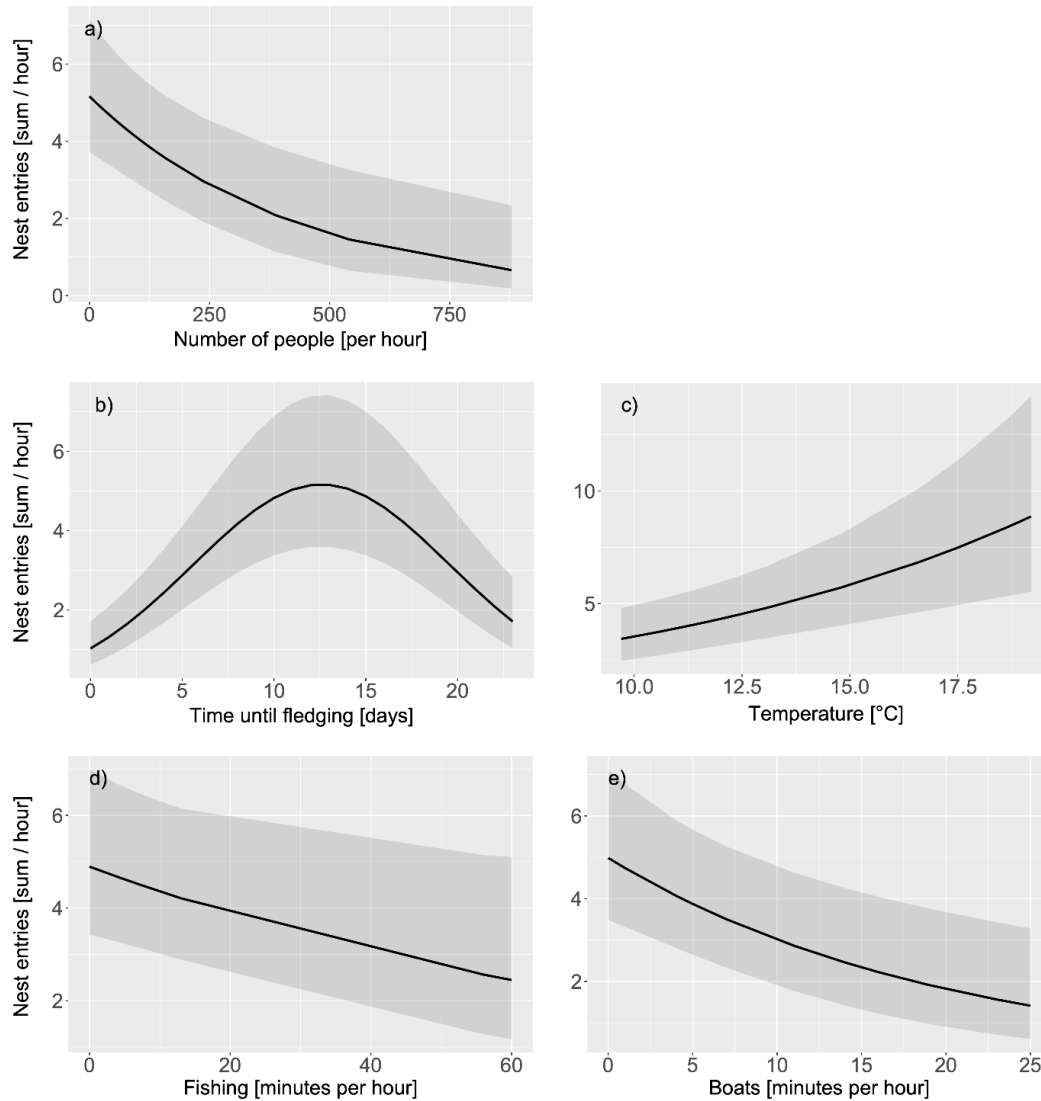 a)
Nest entries [sum / hour]
6
4
2
0
0 250 500 750
Number of people [per hour]
b)
Nest entries [sum / hour]
6
4
2
0 5 10 15 20
Time until fledging [days]
c)
10
5
10.0 12.5 15.0 17.5
Temperature [°C]
d)
Nest entries [sum / hour]
6
4
2
0 20 40 60
Fishing [minutes per hour]
e)
6
4
2
0 5 10 15 20 25
Boats [minutes per hour]